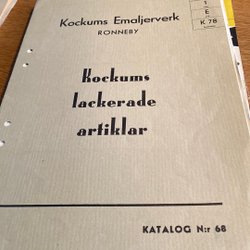 Kockums Emaljerverk
RONNEBY
1
E
K 78
Kockums
lackerade
artiklar
KATALOG N:r 68